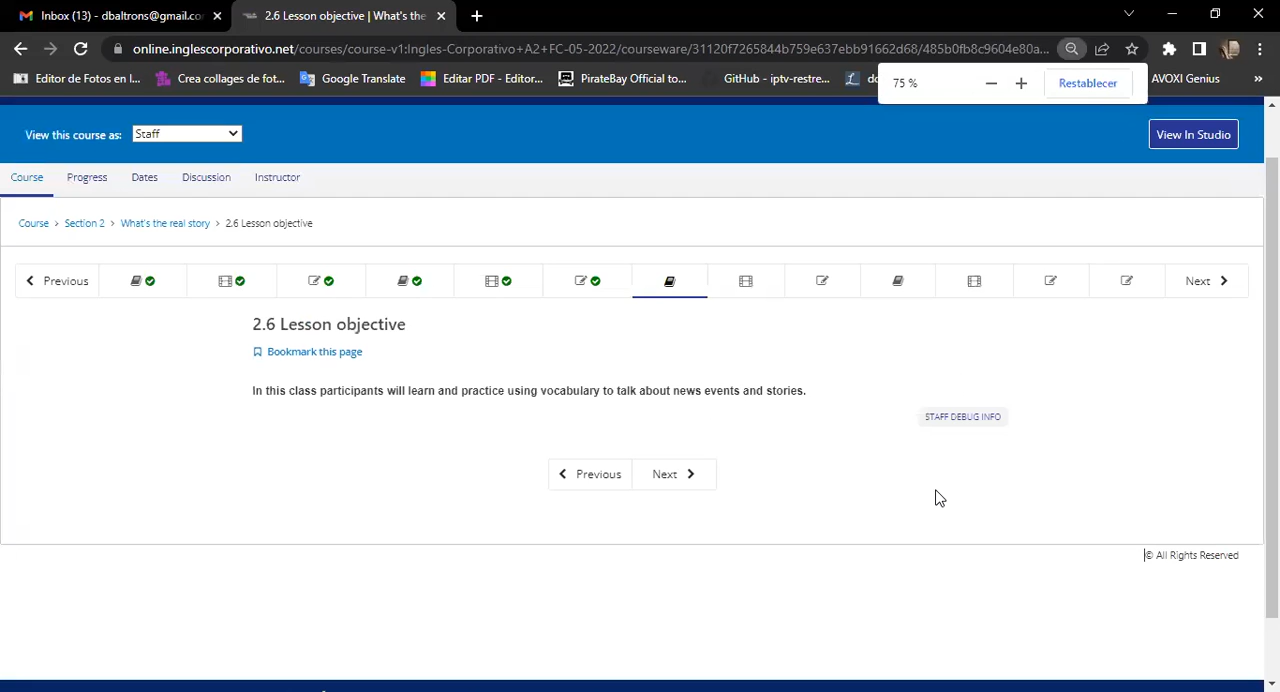 Inbox (13) - dbaltrons@gmail.co
2.6 Lesson objective | What's the
online.inglescorporativo.net/courses/course-v1:Ingles-Corporativo+A2+FC-05-2022/courseware/31120f7265844b759e637ebb91662d68/485b0fb8c9604e80a...
Editor de Fotos en l...
Crea collages de fot...
Google Translate
Editar PDF - Editor...
PirateBay Official to...
GitHub - iptv-restre...
AVOXI Genius
»
75 %
Restablecer
View this course as:
Staff
View In Studio
Course
Progress
Dates
Discussion
Instructor
Course > Section 2 > What's the real story > 2.6 Lesson objective
Previous
Next
2.6 Lesson objective
Bookmark this page
In this class participants will learn and practice using vocabulary to talk about news events and stories.
STAFF DEBUG INFO
Previous
Next
© All Rights Reserved